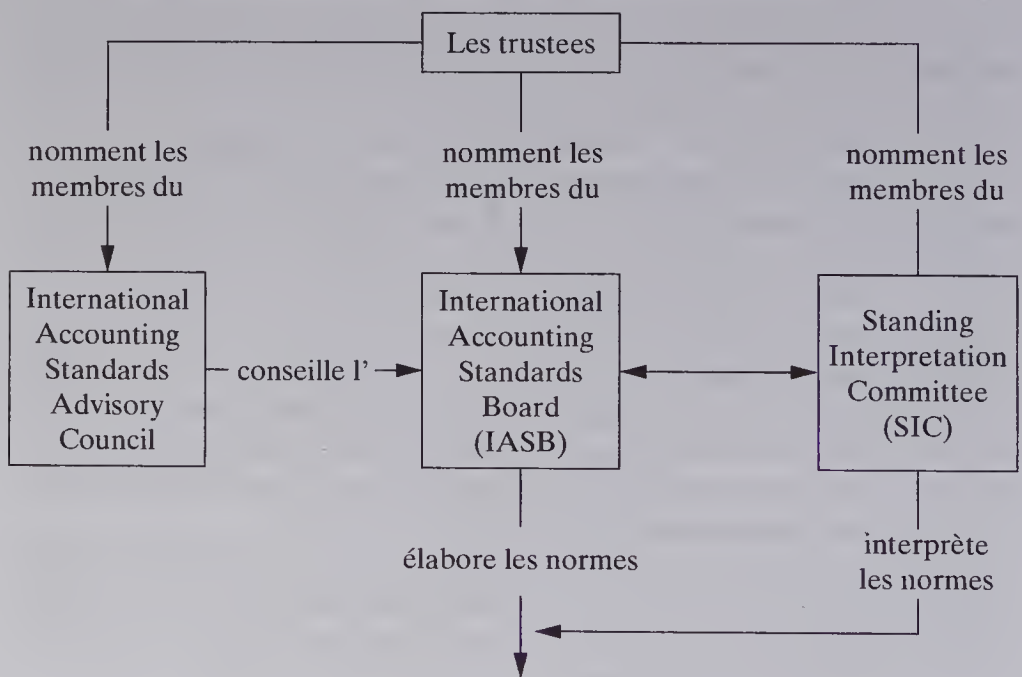 Les trustees
nomment les
membres du
nomment les
membres du
nomment les
membres du
International
Accounting
Standards
Advisory
Council
conseille l'
International
Accounting
Standards
Board
(IASB)
Standing
Interpretation
Committee
(SIC)
élabore les normes
interprète
les normes